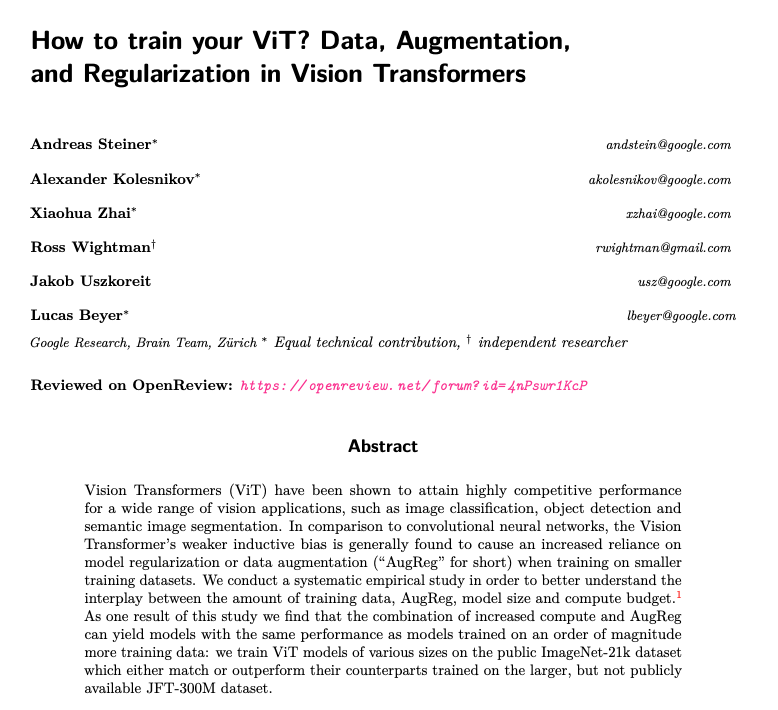 How to train your ViT? Data, Augmentation,
and Regularization in Vision Transformers
Andreas Steiner* andstein@google.com
Alexander Kolesnikov* akolesnikov@google.com
Xiaohua Zhai* xzhai@google.com
Ross Wightman† rwightman@gmail.com
Jakob Uszkoreit usz@google.com
Lucas Beyer* lbeyer@google.com
Google Research, Brain Team, Zürich * Equal technical contribution, † independent researcher
Reviewed on OpenReview: https://openreview.net/forum?id=4nPswr1KcP
Abstract
Vision Transformers (ViT) have been shown to attain highly competitive performance
for a wide range of vision applications, such as image classification, object detection and
semantic image segmentation. In comparison to convolutional neural networks, the Vision
Transformer's weaker inductive bias is generally found to cause an increased reliance on
model regularization or data augmentation (“AugReg” for short) when training on smaller
training datasets. We conduct a systematic empirical study in order to better understand the
interplay between the amount of training data, AugReg, model size and compute budget.1
As one result of this study we find that the combination of increased compute and AugReg
can yield models with the same performance as models trained on an order of magnitude
more training data: we train ViT models of various sizes on the public ImageNet-21k dataset
which either match or outperform their counterparts trained on the larger, but not publicly
available JFT-300M dataset.